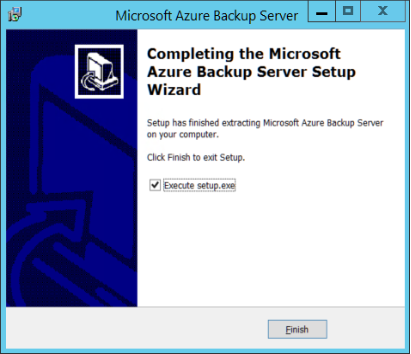 Microsoft Azure Backup Server
Completing the Microsoft
Azure Backup Server Setup
Wizard
Setup has finished extracting Microsoft Azure Backup Server
on your computer.
Click Finish to exit Setup.
Execute setup.exe
Finish